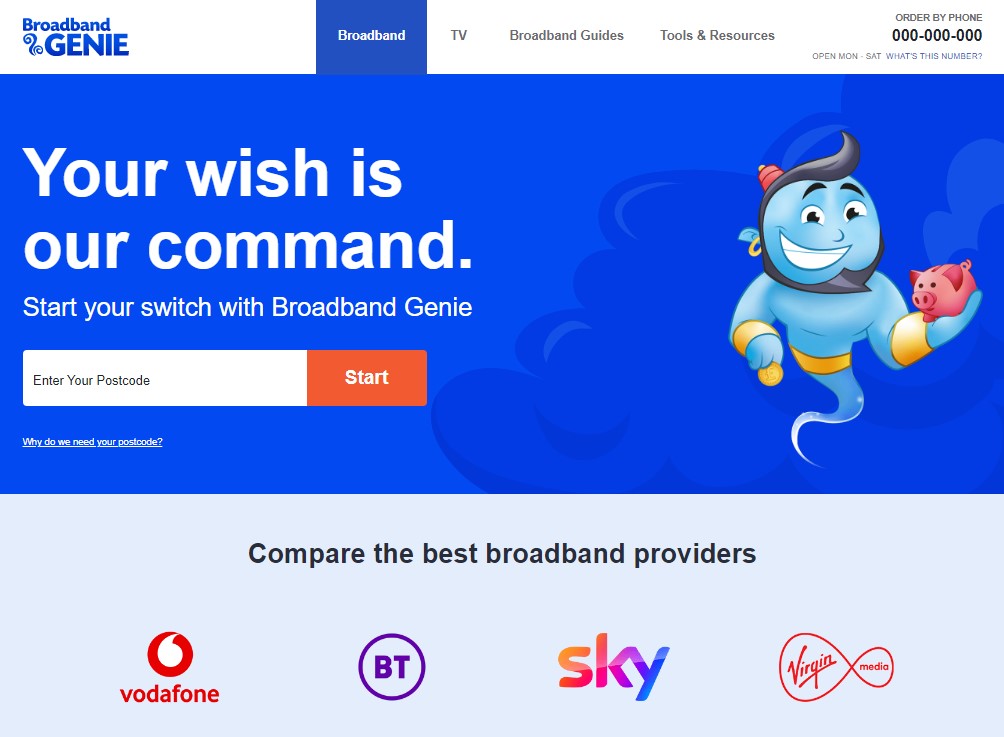 Broadband
GENIE
Broadband
TV
Broadband Guides
Tools & Resources
ORDER BY PHONE
000-000-000
OPEN MON - SAT WHAT'S THIS NUMBER?
Your wish is
our command.
Start your switch with Broadband Genie
Enter Your Postcode
Start
Why do we need your postcode?
Compare the best broadband providers
vodafone
BT
sky
Virgin media